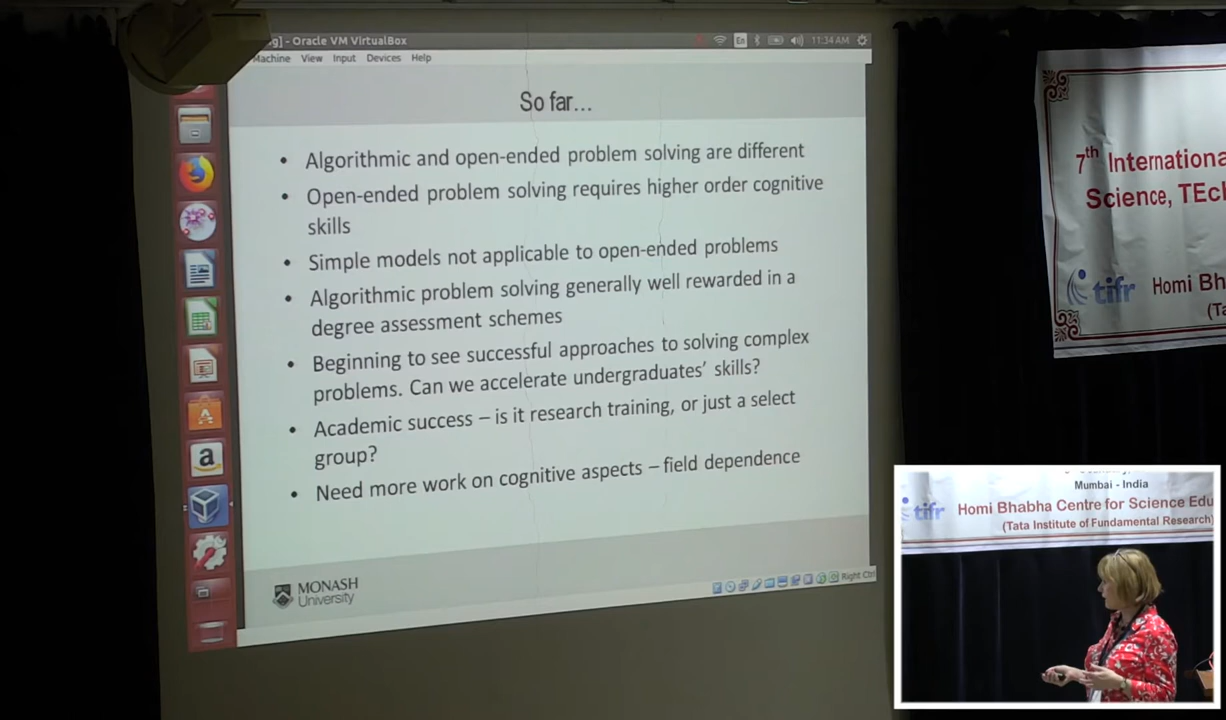 - Oracle VM VirtualBox
En
11:34 AM
Machine View Input Devices Help
So far...
• Algorithmic and open-ended problem solving are different
• Open-ended problem solving requires higher order cognitive
skills
• Simple models not applicable to open-ended problems
• Algorithmic problem solving generally well rewarded in a
degree assessment schemes
• Beginning to see successful approaches to solving complex
problems. Can we accelerate undergraduates' skills?
• Academic success – is it research training, or just a select
group?
• Need more work on cognitive aspects – field dependence
MONASH
University
Right Ctrl
7th Internationa
Science, TEch
tifr Homi Bh
(Ta
Mumbai - India
tifr Homi Bhabha Centre for Science Edu
(Tata Institute of Fundamental Research)